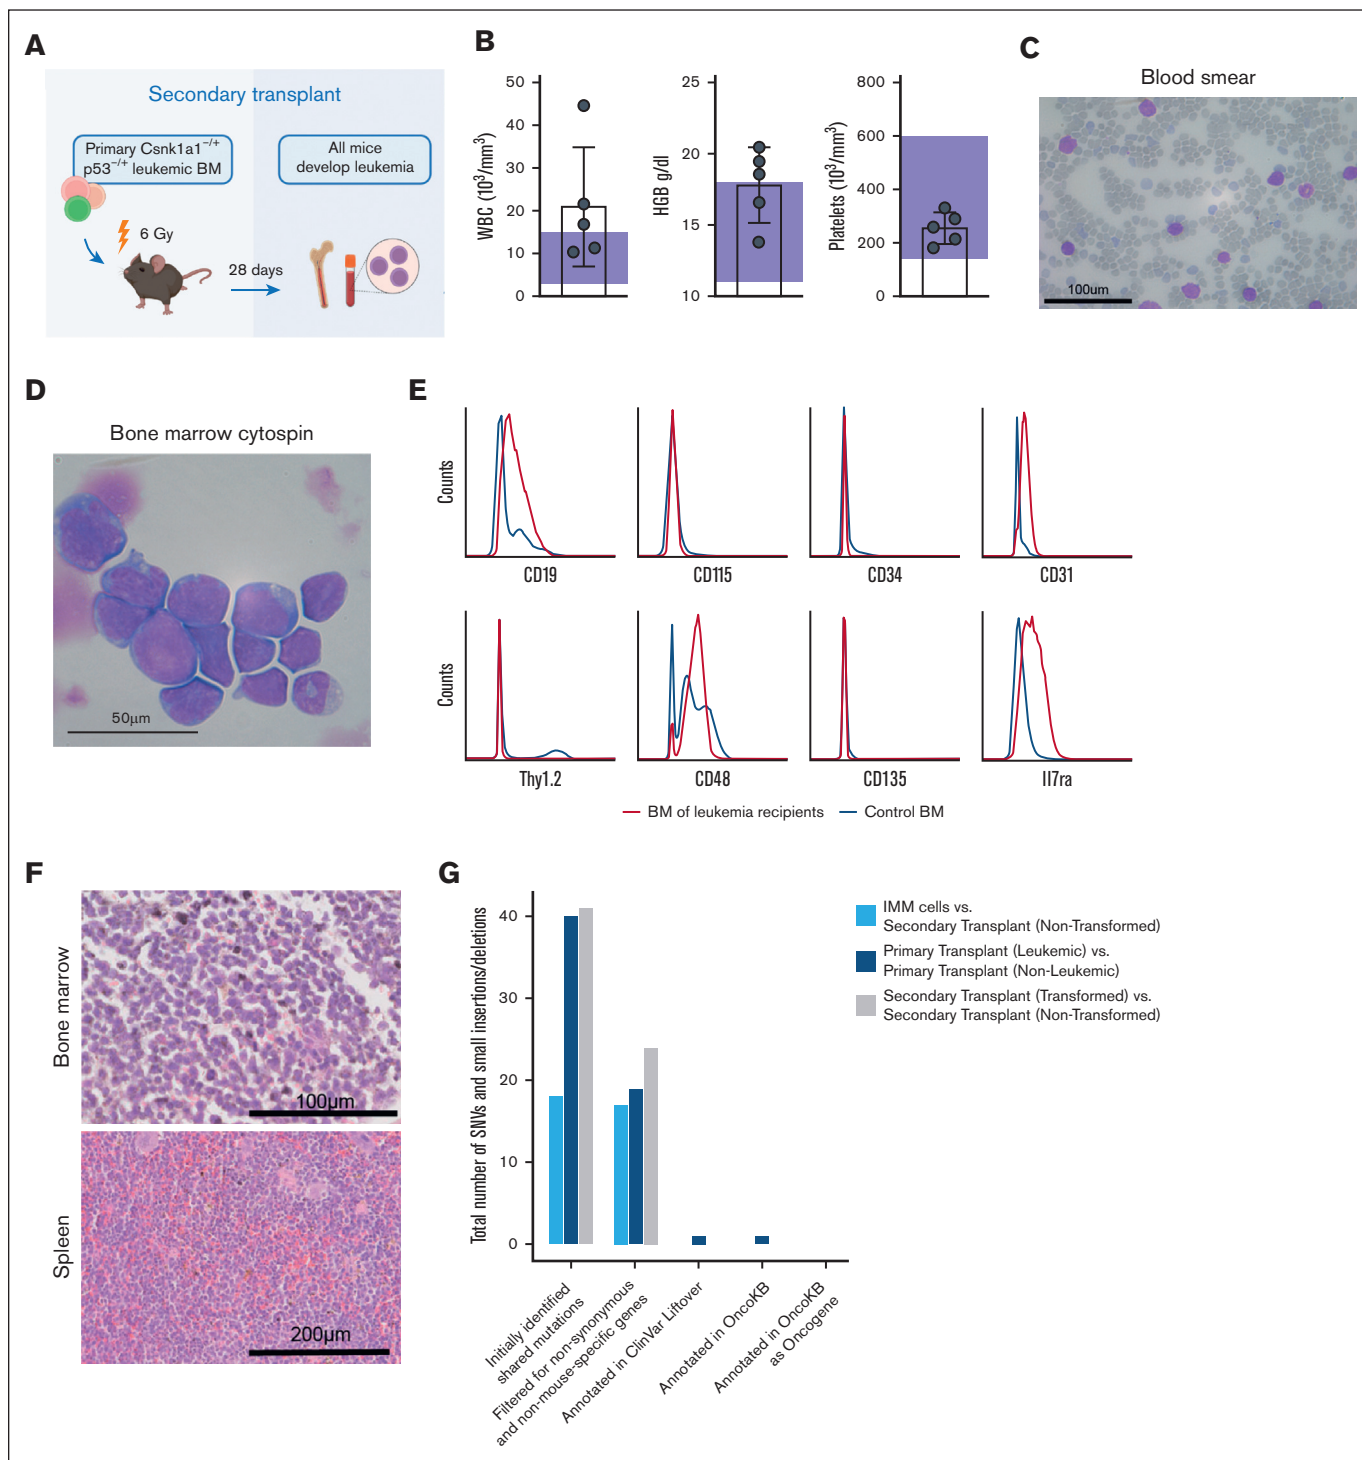 A
Secondary transplant
Primary Csnk1a1−/+
p53−/+ leukemic BM
All mice
develop leukemia
6 Gy
28 days
B
WBC (10³/mm³)
50
40
30
20
10
0
HGB g/dl
25
20
15
10
Platelets (10³/mm³)
800
600
400
200
0
C
Blood smear
100um
D
Bone marrow cytospin
50µm
E
Counts
CD19
CD115
CD34
CD31
Counts
Thy1.2
CD48
CD135
Il7ra
BM of leukemia recipients
Control BM
F
Bone marrow
100µm
Spleen
200µm
G
Total number of SNVs and small insertions/deletions
40
30
20
10
0
Initially identified
shared mutations
Filtered for non-synonymous
and non-mouse-specific genes
Annotated in ClinVar Liftover
Annotated in OncoKB
Annotated in OncoKB
as Oncogene
IMM cells vs.
Secondary Transplant (Non-Transformed)
Primary Transplant (Leukemic) vs.
Primary Transplant (Non-Leukemic)
Secondary Transplant (Transformed) vs.
Secondary Transplant (Non-Transformed)